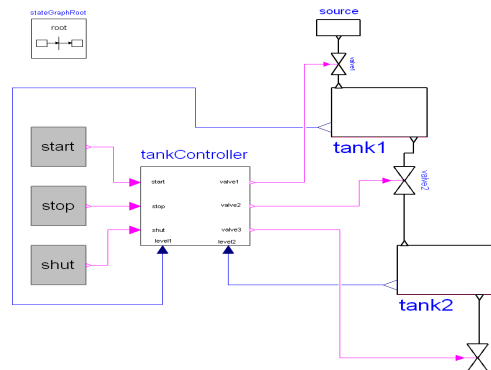 stateGraphRoot
root
source
valve1
tank1
start
tankController
start
valve1
valve2
stop
stop
valve2
shut
valve3
shut
level1
level2
tank2